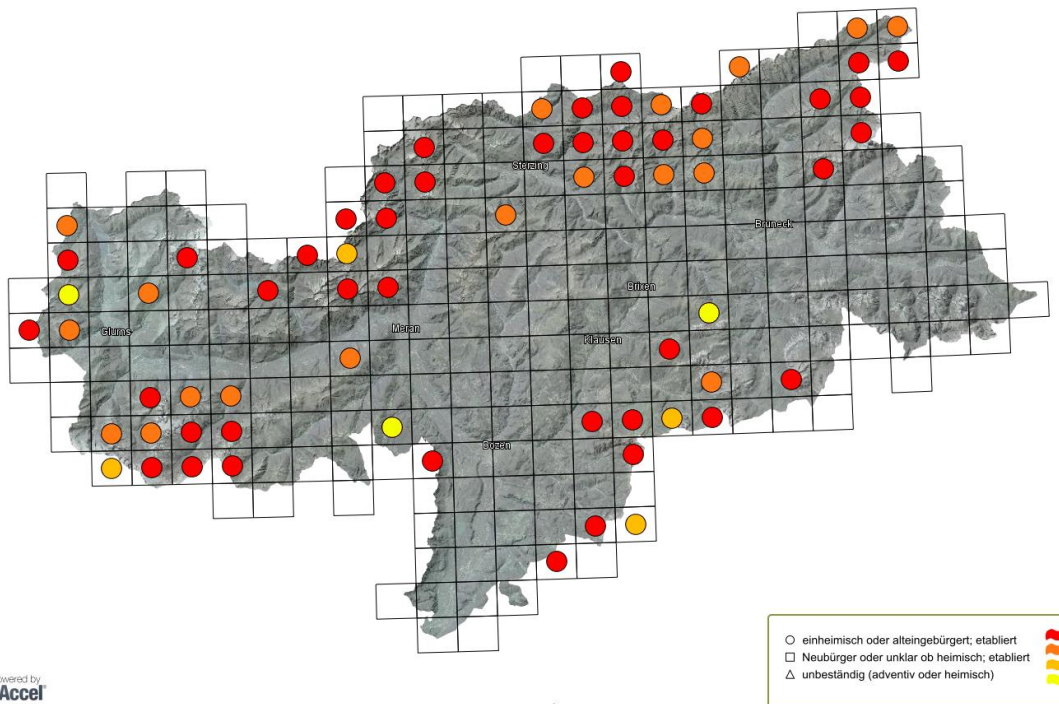 Sterzing
Bruneck
Brixen
Glurns
Meran
Klausen
Bozen
○ einheimisch oder alteingebürgert; etabliert
□ Neubürger oder unklar ob heimisch; etabliert
△ unbeständig (adventiv oder heimisch)
owered by
Accel